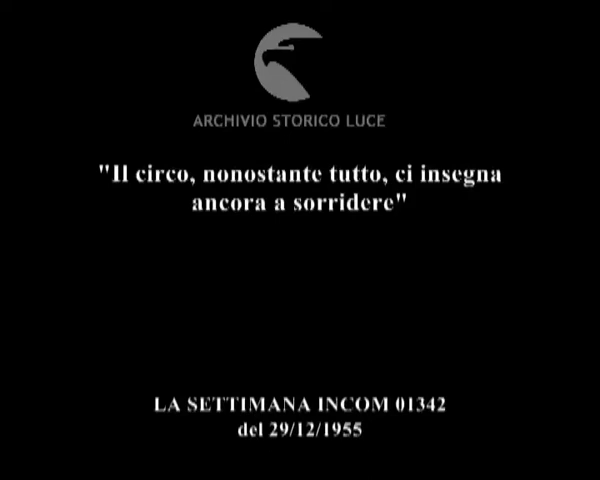 ARCHIVIO STORICO LUCE
"Il circo, nonostante tutto, ci insegna
ancora a sorridere"
LA SETTIMANA INCOM 01342
del 29/12/1955